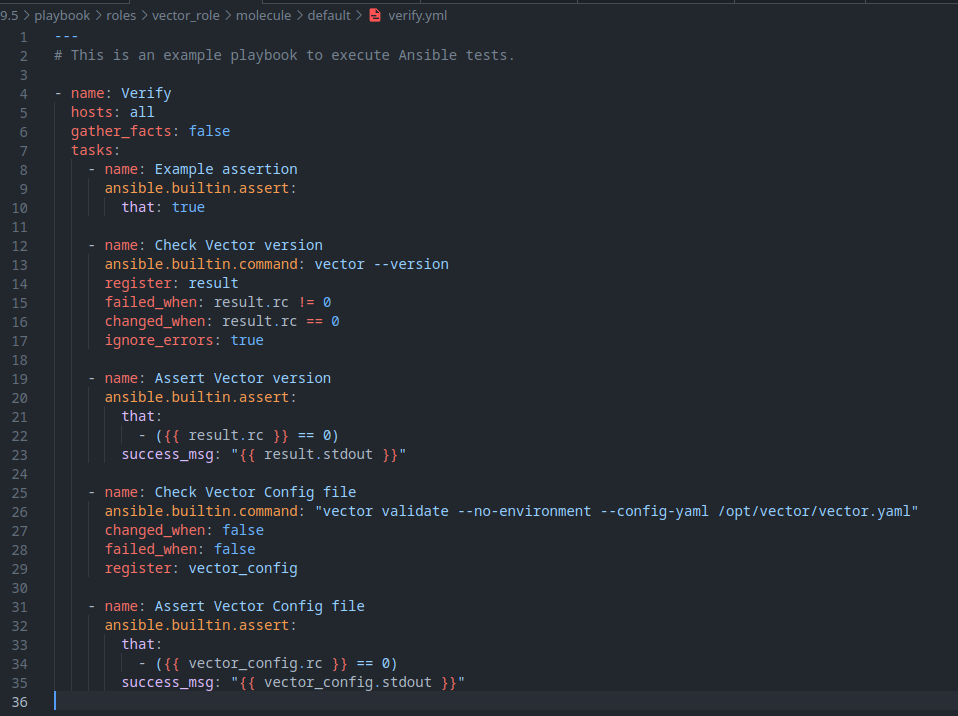 9.5 > playbook > roles > vector_role > molecule > default > verify.yml
1 ---
2 # This is an example playbook to execute Ansible tests.
3
4 - name: Verify
5   hosts: all
6   gather_facts: false
7   tasks:
8     - name: Example assertion
9       ansible.builtin.assert:
10         that: true
11
12     - name: Check Vector version
13       ansible.builtin.command: vector --version
14       register: result
15       failed_when: result.rc != 0
16       changed_when: result.rc == 0
17       ignore_errors: true
18
19     - name: Assert Vector version
20       ansible.builtin.assert:
21         that:
22           - ({{ result.rc }} == 0)
23         success_msg: "{{ result.stdout }}"
24
25     - name: Check Vector Config file
26       ansible.builtin.command: "vector validate --no-environment --config-yaml /opt/vector/vector.yaml"
27       changed_when: false
28       failed_when: false
29       register: vector_config
30
31     - name: Assert Vector Config file
32       ansible.builtin.assert:
33         that:
34           - ({{ vector_config.rc }} == 0)
35         success_msg: "{{ vector_config.stdout }}"
36